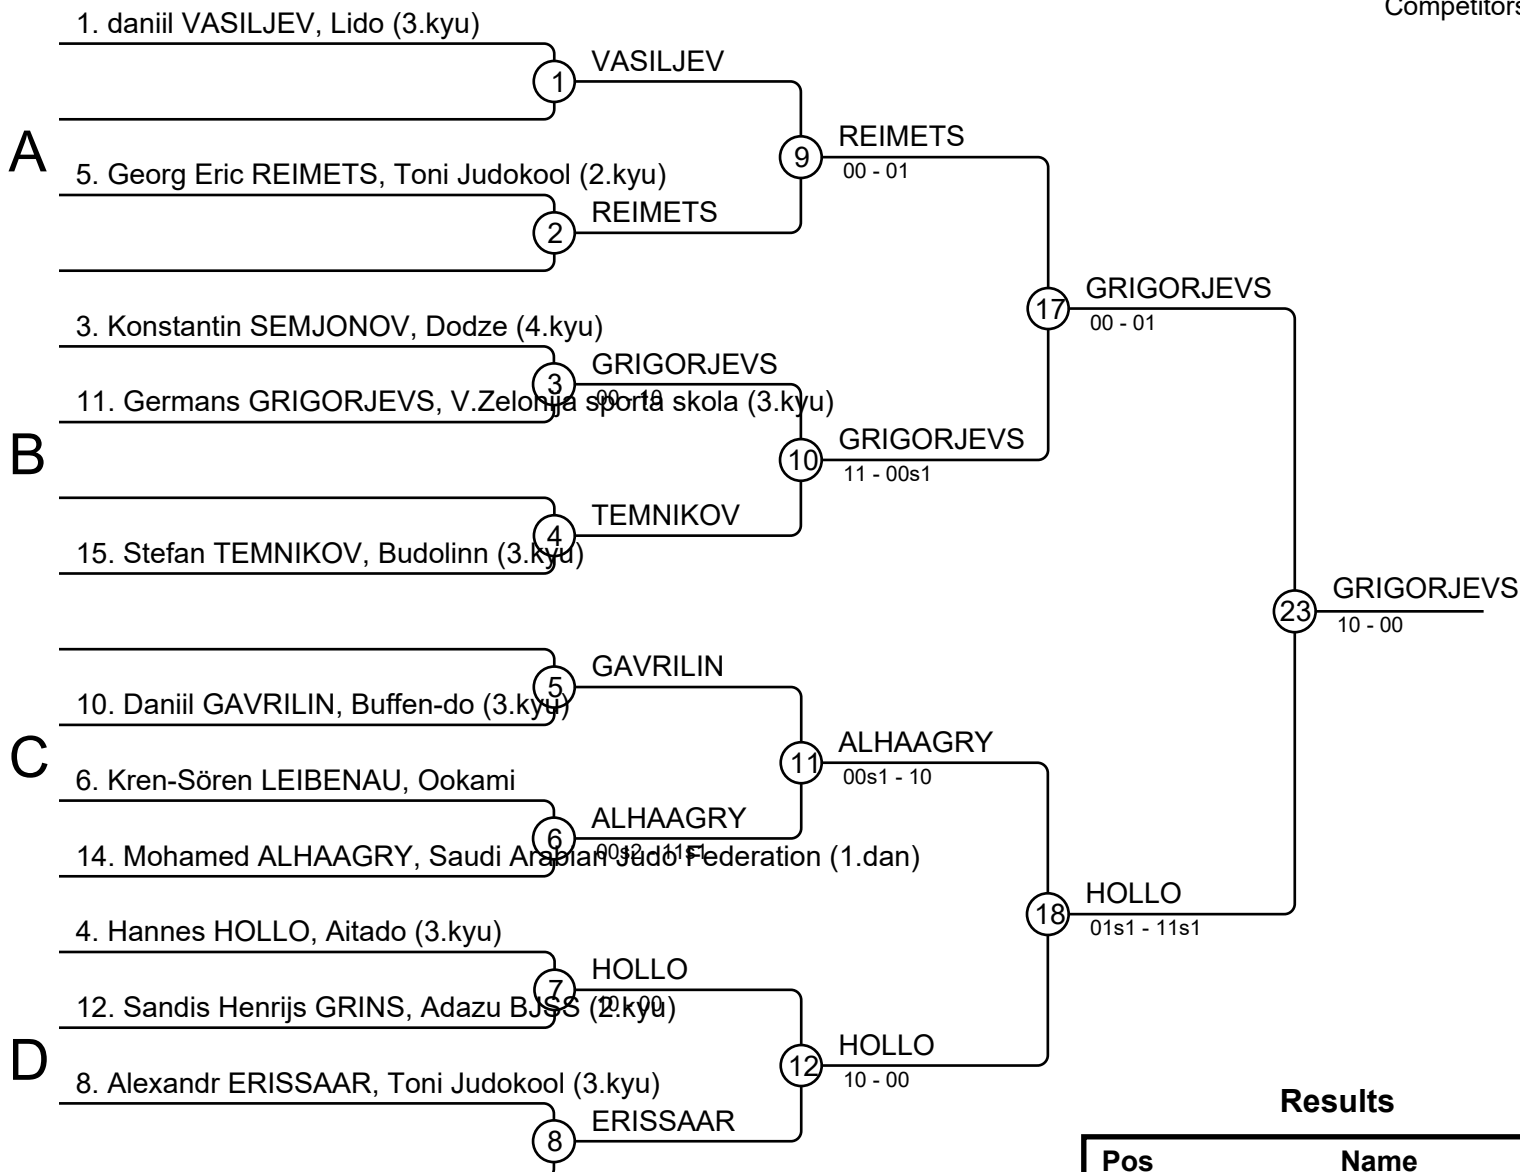 Competitors
1. daniil VASILJEV, Lido (3.kyu)
VASILJEV
1
A
REIMETS
9
00 - 01
5. Georg Eric REIMETS, Toni Judokool (2.kyu)
REIMETS
2
GRIGORJEVS
17
00 - 01
3. Konstantin SEMJONOV, Dodze (4.kyu)
GRIGORJEVS
3
00 - 10
11. Germans GRIGORJEVS, V.Zelonija sporta skola (3.kyu)
B
GRIGORJEVS
10
11 - 00s1
TEMNIKOV
4
15. Stefan TEMNIKOV, Budolinn (3.kyu)
GRIGORJEVS
23
10 - 00
GAVRILIN
5
10. Daniil GAVRILIN, Buffen-do (3.kyu)
C
ALHAAGRY
11
00s1 - 10
6. Kren-Sören LEIBENAU, Ookami
ALHAAGRY
6
00s2 - 11s1
14. Mohamed ALHAAGRY, Saudi Arabian Judo Federation (1.dan)
HOLLO
18
01s1 - 11s1
4. Hannes HOLLO, Aitado (3.kyu)
HOLLO
7
10 - 00
12. Sandis Henrijs GRINS, Adazu BJSS (2.kyu)
D
HOLLO
12
10 - 00
8. Alexandr ERISSAAR, Toni Judokool (3.kyu)
ERISSAAR
8
Results
Pos Name